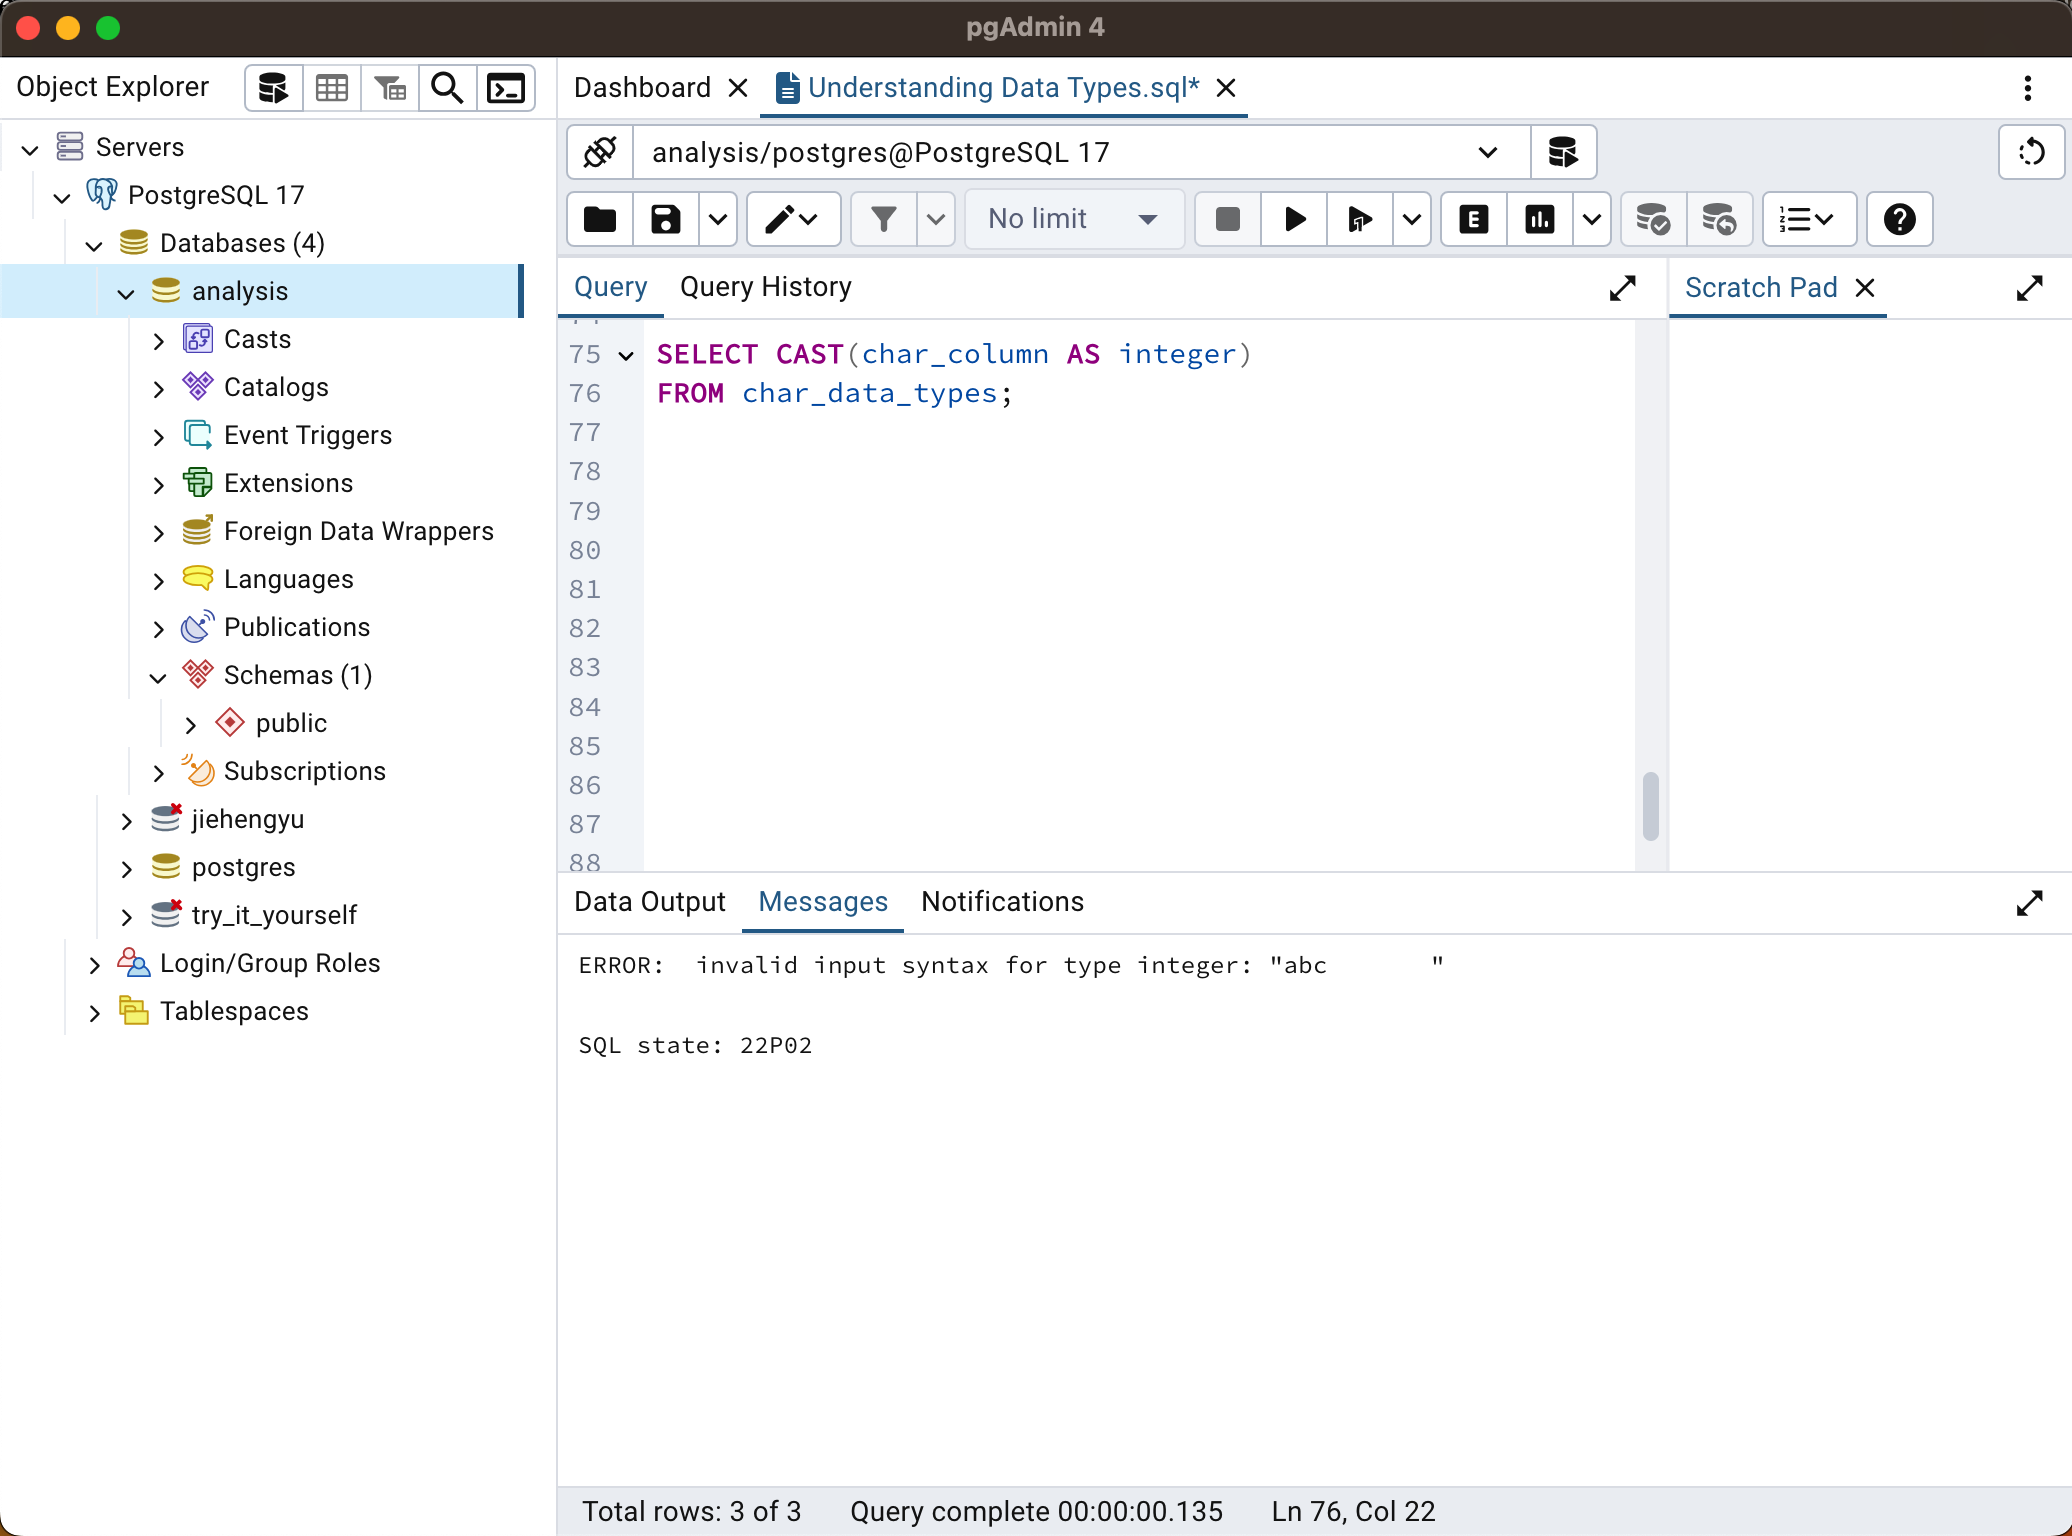 pgAdmin 4
Object Explorer
Dashboard
Understanding Data Types.sql*
Servers
PostgreSQL 17
Databases (4)
analysis
Casts
Catalogs
Event Triggers
Extensions
Foreign Data Wrappers
Languages
Publications
Schemas (1)
public
Subscriptions
jiehengyu
postgres
try_it_yourself
Login/Group Roles
Tablespaces
analysis/postgres@PostgreSQL 17
No limit
Query
Query History
Scratch Pad
75 SELECT CAST(char_column AS integer)
76 FROM char_data_types;
77
78
79
80
81
82
83
84
85
86
87
88
Data Output
Messages
Notifications
ERROR:  invalid input syntax for type integer: "abc       "
SQL state: 22P02
Total rows: 3 of 3
Query complete 00:00:00.135
Ln 76, Col 22